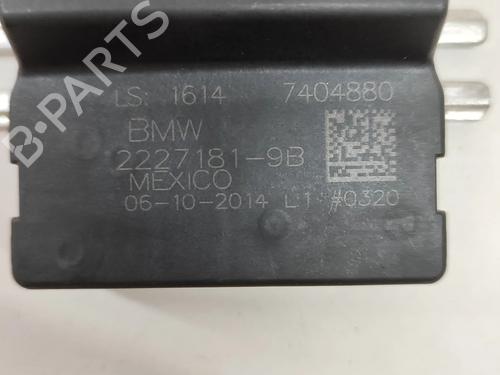 LS: 1614 7404880
BMW
2227181-9B
MEXICO
06-10-2014 L1 #0320
B-PARTS